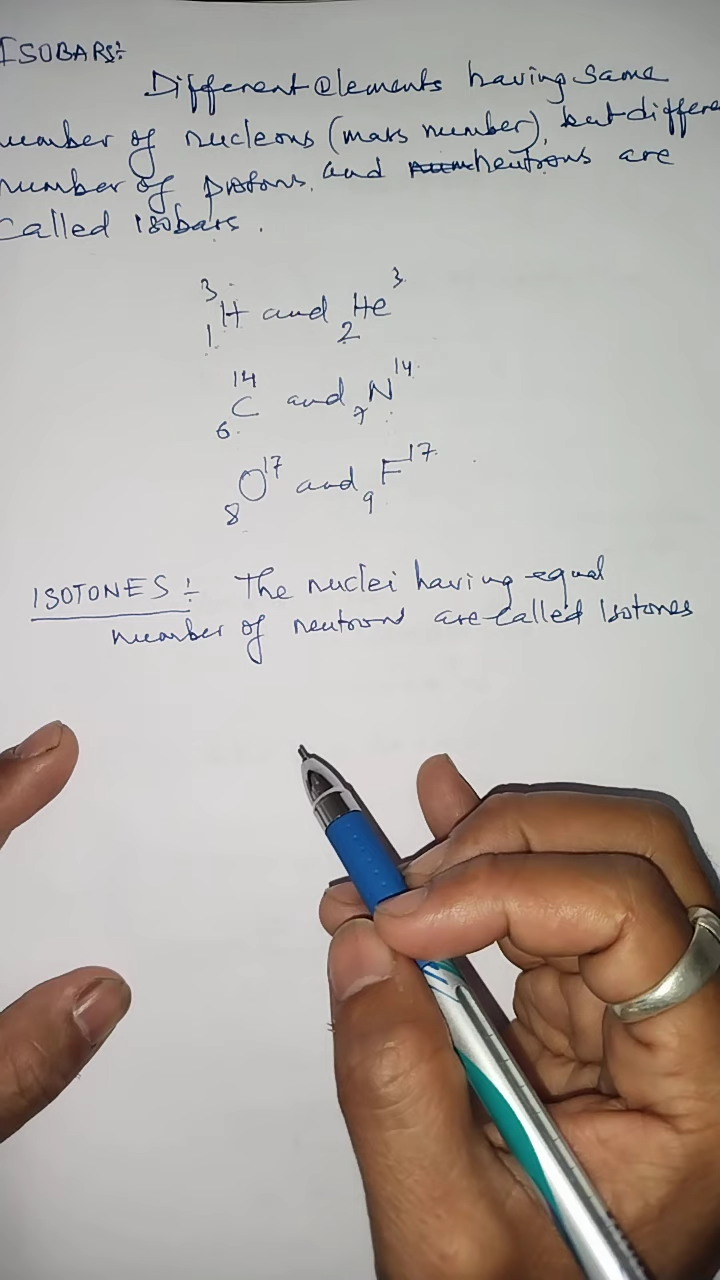 ISOBARS:-
Different elements having same
number of nucleons (mass number), but differe
number of protons, and neutrons are
called isobars.
³₁H and ₂He³
¹⁴₆C and ₇N¹⁴
₈O¹⁷ and ₉F¹⁷
ISOTONES:- The nuclei having equal
number of neutrons are called Isotones